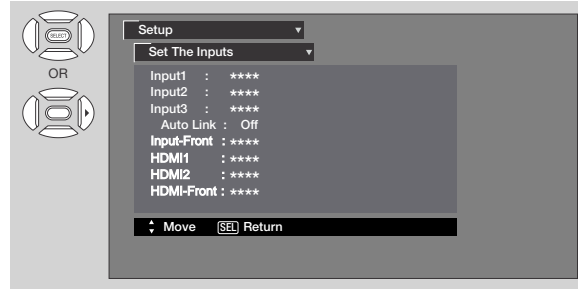 SELECT
OR
Setup
Set The Inputs
Input1 : ****
Input2 : ****
Input3 : ****
Auto Link : Off
Input-Front : ****
HDMI1 : ****
HDMI2 : ****
HDMI-Front : ****
Move SEL Return